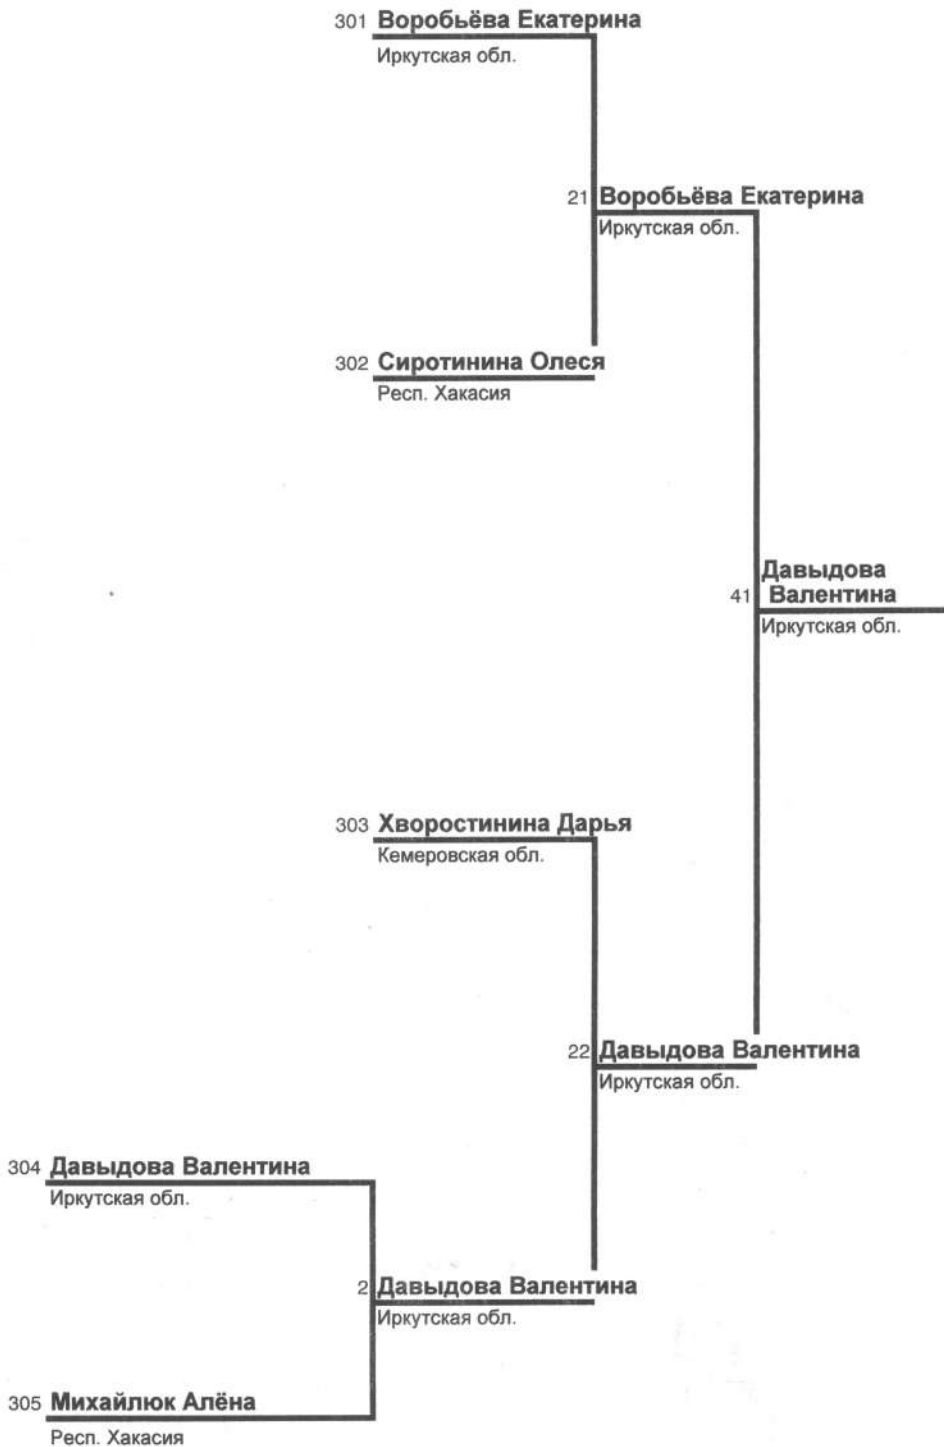 301 Воробьёва Екатерина
Иркутская обл.
21 Воробьёва Екатерина
Иркутская обл.
302 Сиротинина Олеся
Респ. Хакасия
Давыдова
41 Валентина
Иркутская обл.
303 Хворостинина Дарья
Кемеровская обл.
22 Давыдова Валентина
Иркутская обл.
304 Давыдова Валентина
Иркутская обл.
2 Давыдова Валентина
Иркутская обл.
305 Михайлюк Алёна
Респ. Хакасия